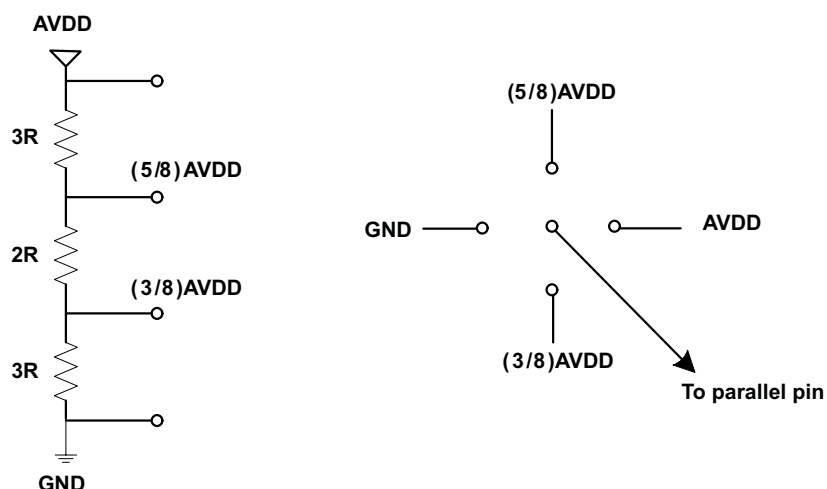 AVDD
3R
(5/8)AVDD
2R
(3/8)AVDD
3R
GND
(5/8)AVDD
GND
AVDD
(3/8)AVDD
To parallel pin